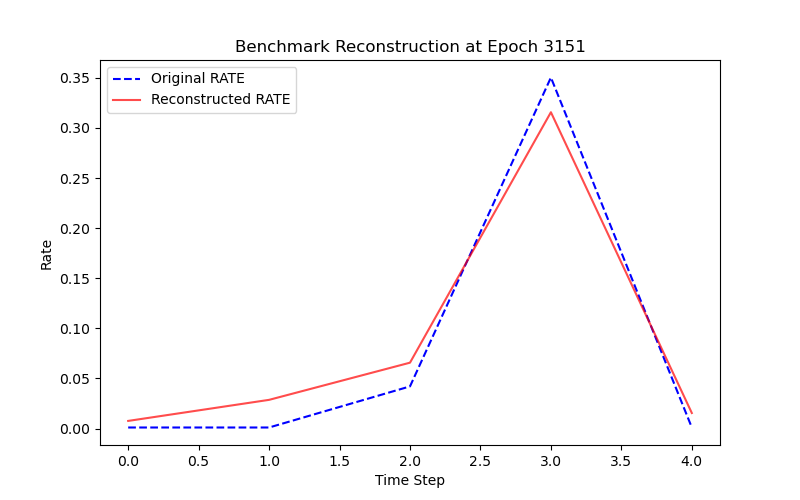 Benchmark Reconstruction at Epoch 3151
Original RATE
Reconstructed RATE
0.35
0.30
0.25
0.20
0.15
0.10
0.05
0.00
Rate
0.0 0.5 1.0 1.5 2.0 2.5 3.0 3.5 4.0
Time Step